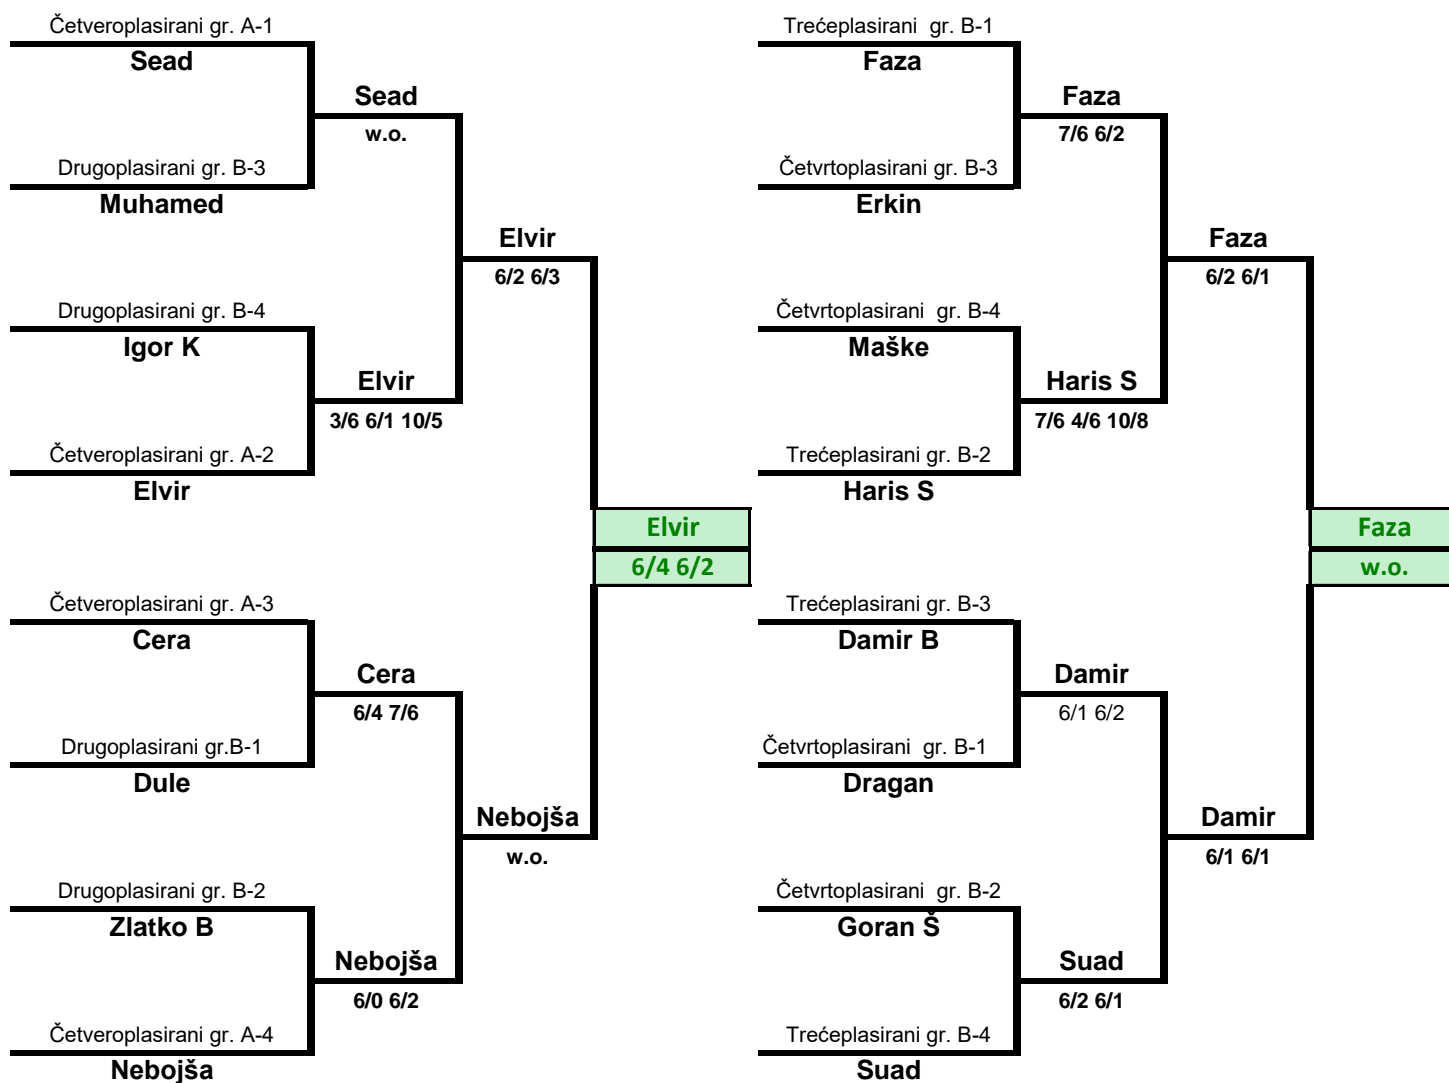 Četveroplasirani gr. A-1
Sead
Sead
w.o.
Drugoplasirani gr. B-3
Muhamed
Elvir
6/2 6/3
Drugoplasirani gr. B-4
Igor K
Elvir
3/6 6/1 10/5
Četveroplasirani gr. A-2
Elvir
Elvir
6/4 6/2
Četveroplasirani gr. A-3
Cera
Cera
6/4 7/6
Drugoplasirani gr.B-1
Dule
Nebojša
w.o.
Drugoplasirani gr. B-2
Zlatko B
Nebojša
6/0 6/2
Četveroplasirani gr. A-4
Nebojša
Trećeplasirani gr. B-1
Faza
Faza
7/6 6/2
Četvrtoplasirani gr. B-3
Erkin
Faza
6/2 6/1
Četvrtoplasirani gr. B-4
Maške
Haris S
7/6 4/6 10/8
Trećeplasirani gr. B-2
Haris S
Faza
w.o.
Trećeplasirani gr. B-3
Damir B
Damir
6/1 6/2
Četvrtoplasirani gr. B-1
Dragan
Damir
6/1 6/1
Četvrtoplasirani gr. B-2
Goran Š
Suad
6/2 6/1
Trećeplasirani gr. B-4
Suad